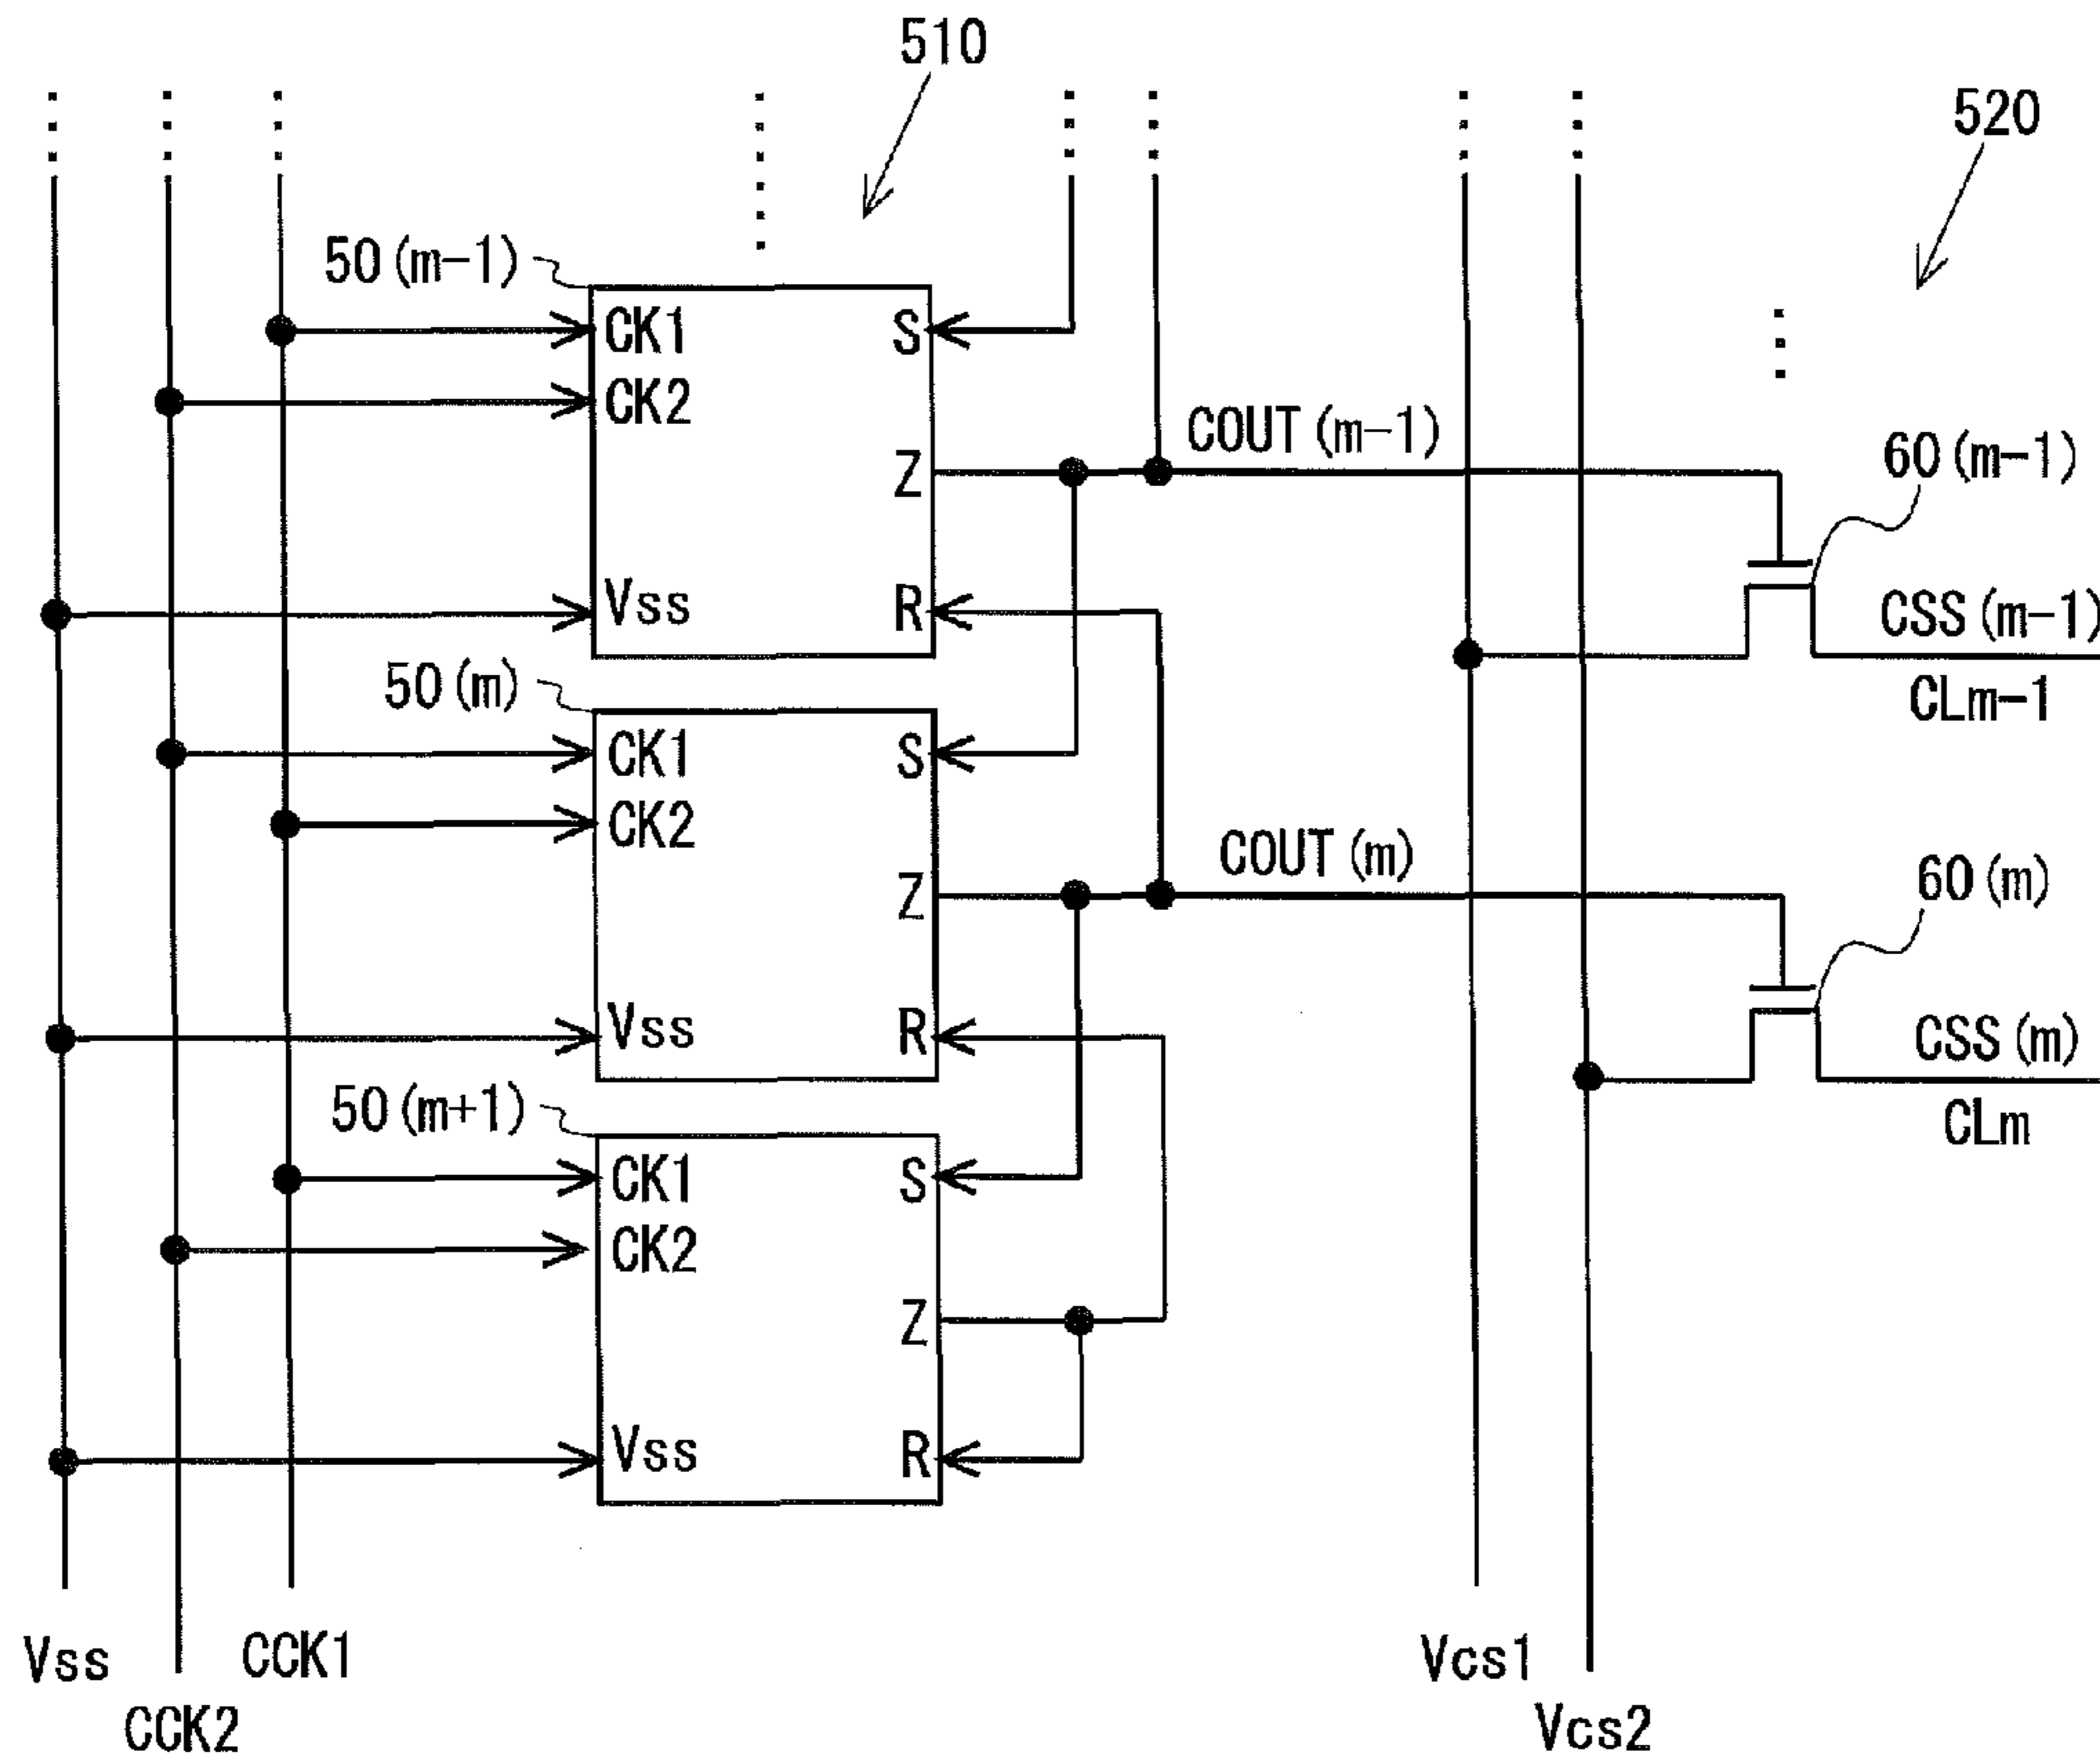 510
520
50(m-1)
CK1
S
CK2
COUT(m-1)
60(m-1)
Z
Vss
R
CSS(m-1)
CLm-1
50(m)
CK1
S
CK2
COUT(m)
60(m)
Z
Vss
R
CSS(m)
CLm
50(m+1)
CK1
S
CK2
Z
Vss
R
Vss
CCK1
CCK2
Vcs1
Vcs2